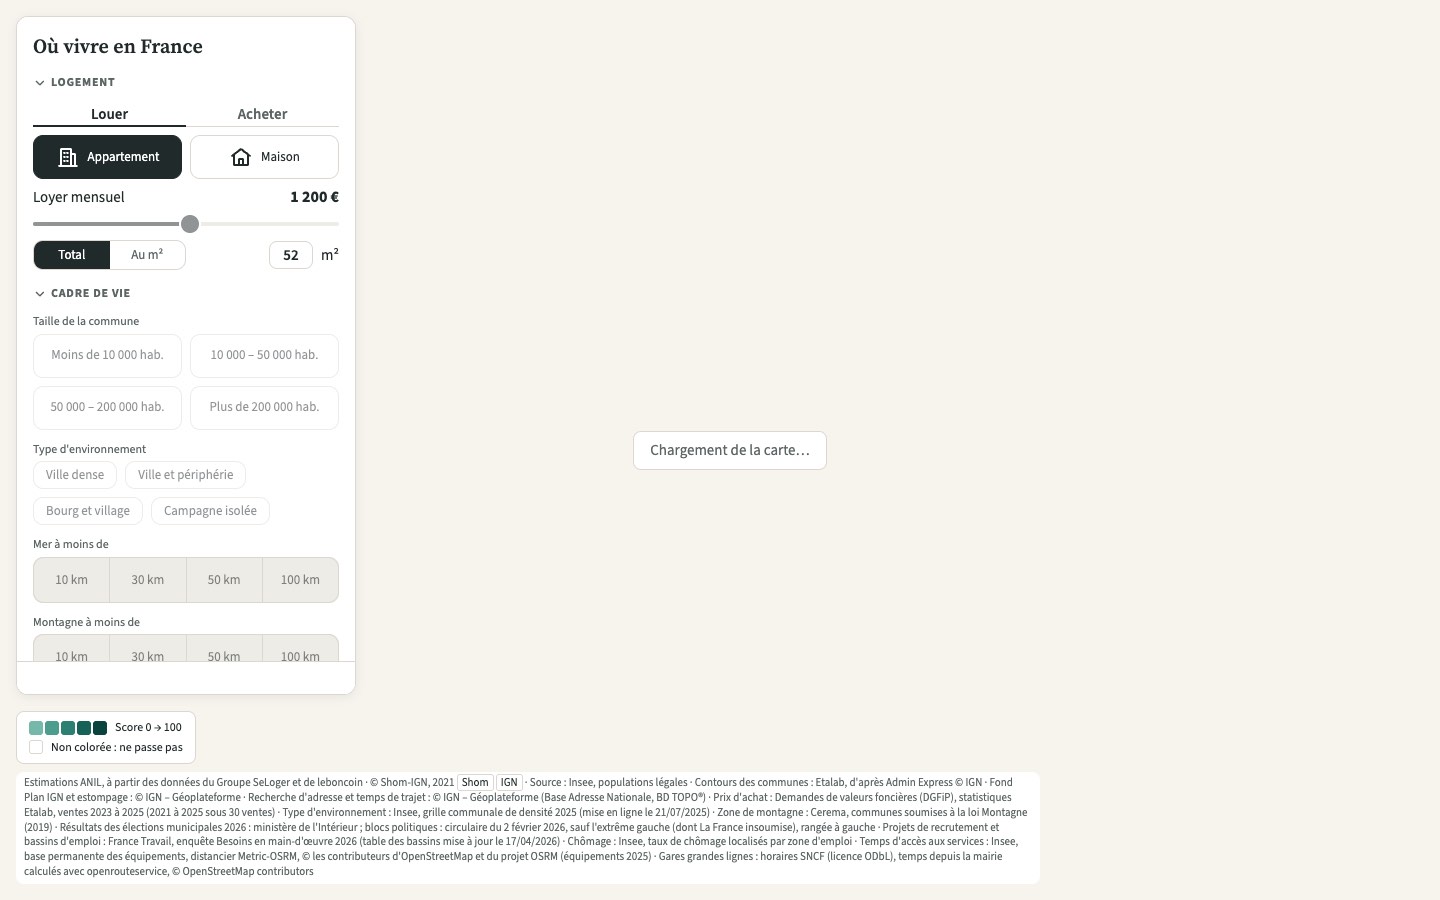 Où vivre en France
LOGEMENT
Louer
Acheter
Appartement
Maison
Loyer mensuel
1 200 €
Total
Au m²
52
m²
CADRE DE VIE
Taille de la commune
Moins de 10 000 hab.
10 000 – 50 000 hab.
50 000 – 200 000 hab.
Plus de 200 000 hab.
Type d'environnement
Ville dense
Ville et périphérie
Bourg et village
Campagne isolée
Mer à moins de
10 km
30 km
50 km
100 km
Montagne à moins de
10 km
30 km
50 km
100 km
Chargement de la carte…
Score 0 → 100
Non colorée : ne passe pas
Estimations ANIL, à partir des données du Groupe SeLoger et de leboncoin · © Shom-IGN, 2021 Shom IGN · Source : Insee, populations légales · Contours des communes : Etalab, d'après Admin Express © IGN · Fond
Plan IGN et estompage : © IGN – Géoplateforme · Recherche d'adresse et temps de trajet : © IGN – Géoplateforme (Base Adresse Nationale, BD TOPO®) · Prix d'achat : Demandes de valeurs foncières (DGFiP), statistiques
Etalab, ventes 2023 à 2025 (2021 à 2025 sous 30 ventes) · Type d'environnement : Insee, grille communale de densité 2025 (mise en ligne le 21/07/2025) · Zone de montagne : Cerema, communes soumises à la loi Montagne
(2019) · Résultats des élections municipales 2026 : ministère de l'Intérieur ; blocs politiques : circulaire du 2 février 2026, sauf l'extrême gauche (dont La France insoumise), rangée à gauche · Projets de recrutement et
bassins d'emploi : France Travail, enquête Besoins en main-d'œuvre 2026 (table des bassins mise à jour le 17/04/2026) · Chômage : Insee, taux de chômage localisés par zone d'emploi · Temps d'accès aux services : Insee,
base permanente des équipements, distancier Metric-OSRM, © les contributeurs d'OpenStreetMap et du projet OSRM (équipements 2025) · Gares grandes lignes : horaires SNCF (licence ODbL), temps depuis la mairie
calculés avec openrouteservice, © OpenStreetMap contributors